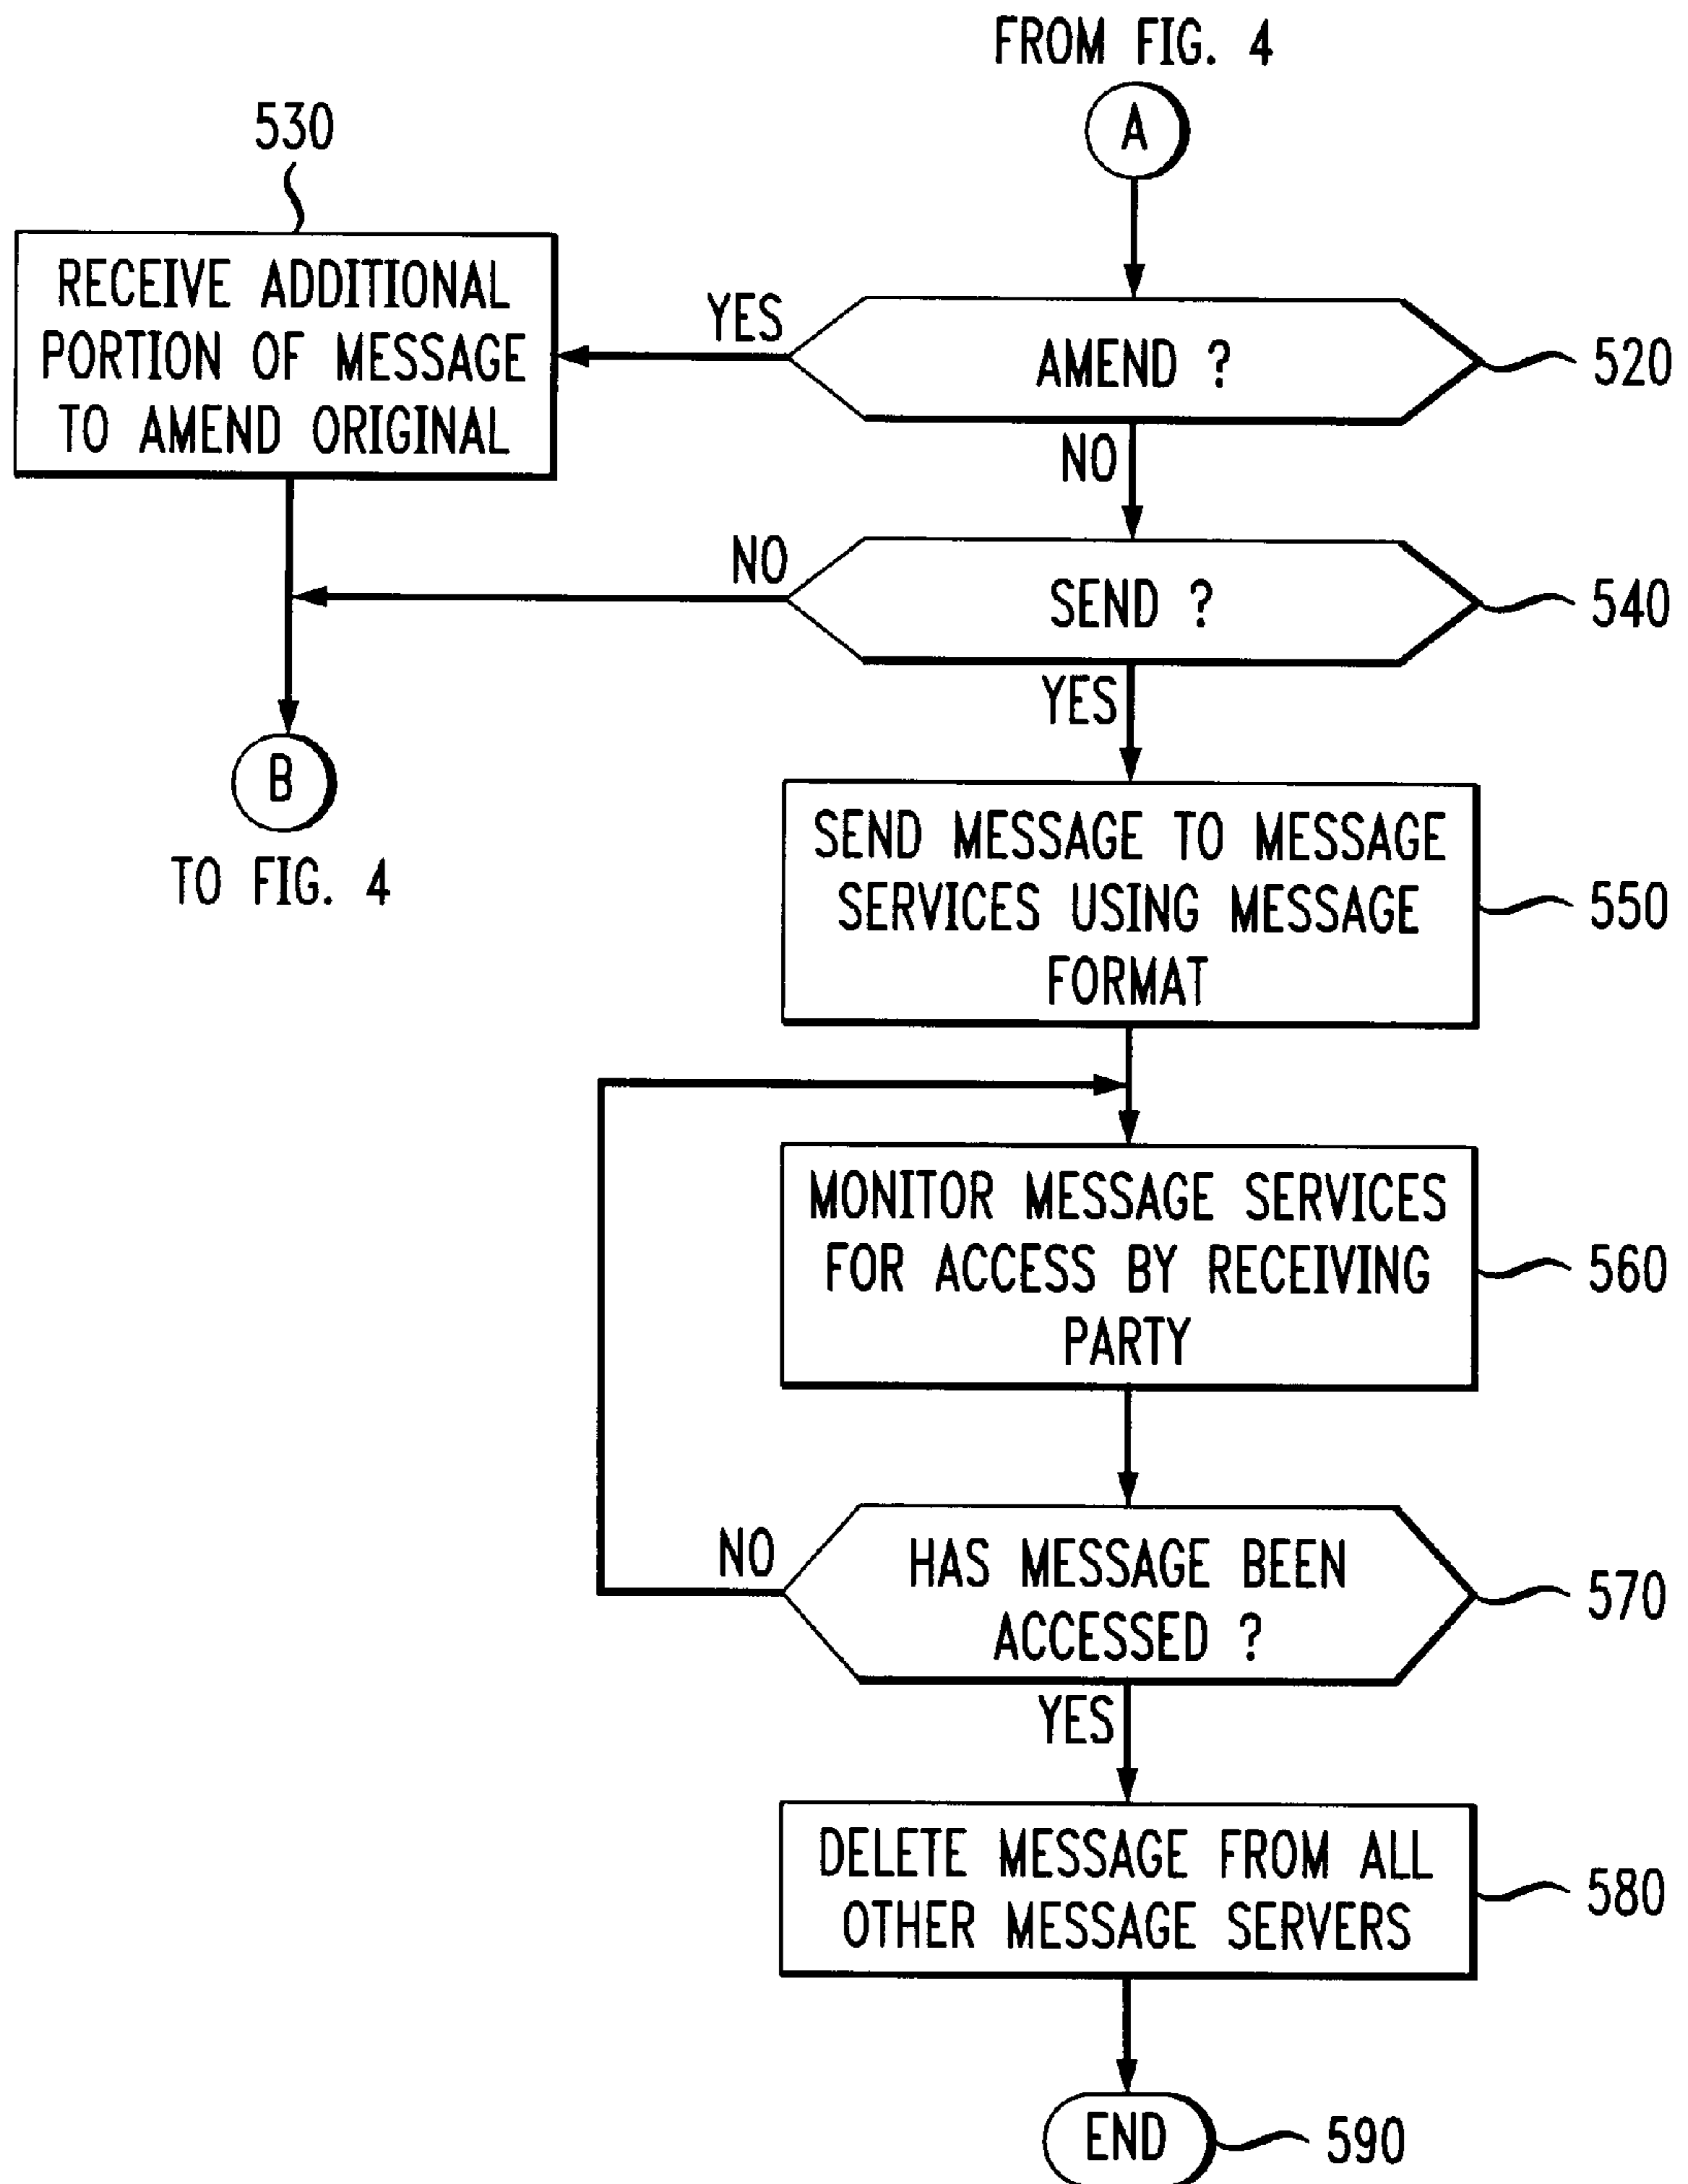 FROM FIG. 4
A
530
RECEIVE ADDITIONAL
PORTION OF MESSAGE
TO AMEND ORIGINAL
YES
AMEND ?
520
NO
NO
SEND ?
540
YES
B
TO FIG. 4
SEND MESSAGE TO MESSAGE
SERVICES USING MESSAGE
FORMAT
550
MONITOR MESSAGE SERVICES
FOR ACCESS BY RECEIVING
PARTY
560
NO
HAS MESSAGE BEEN
ACCESSED ?
570
YES
DELETE MESSAGE FROM ALL
OTHER MESSAGE SERVERS
580
END
590